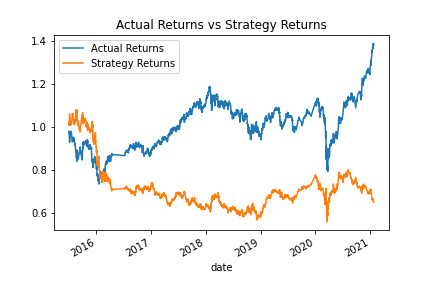 Actual Returns vs Strategy Returns
Actual Returns
Strategy Returns
1.4
1.2
1.0
0.8
0.6
2016
2017
2018
2019
2020
2021
date